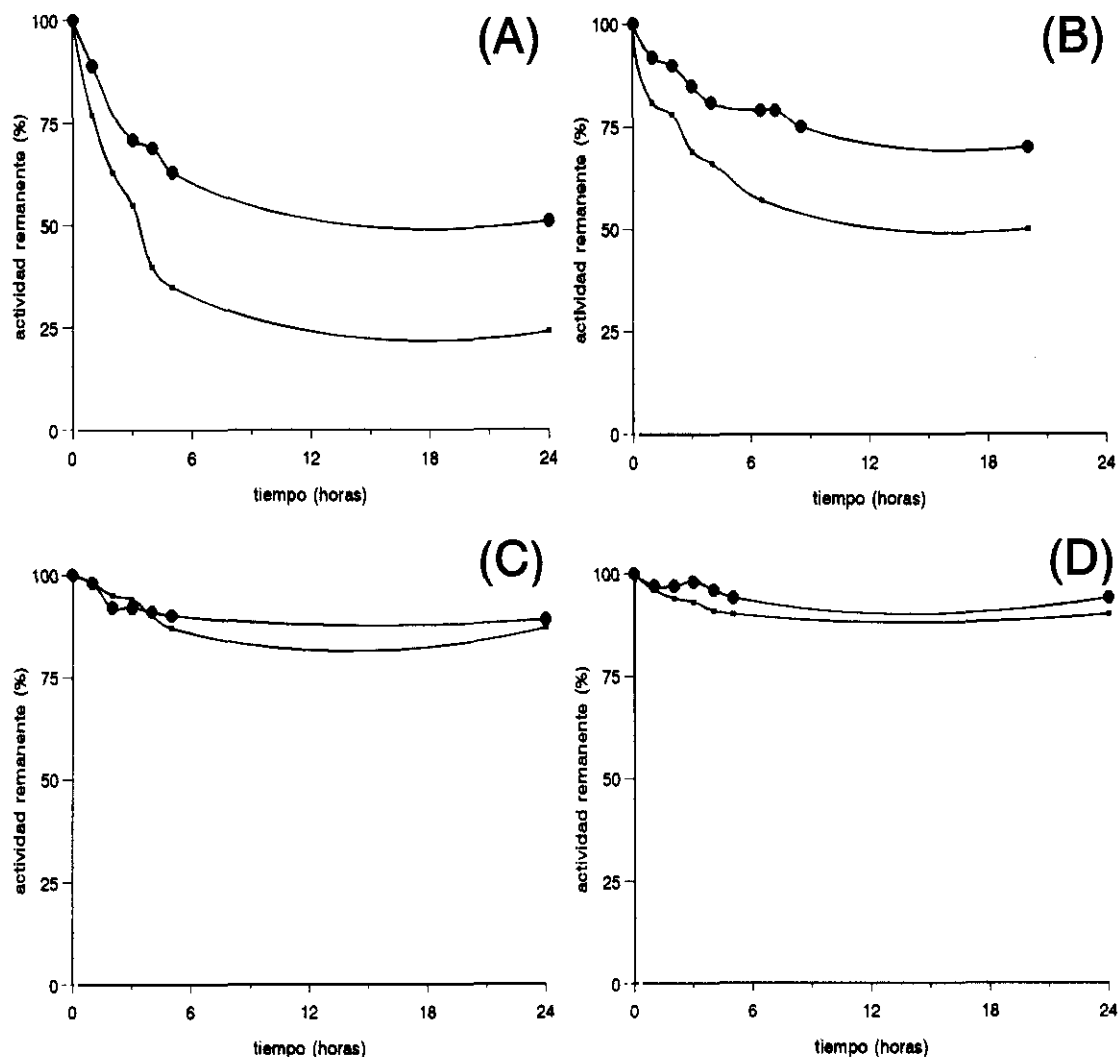 (A)
100
75
50
25
0
actividad remanente (%)
0 6 12 18 24
tiempo (horas)
(B)
100
75
50
25
0
actividad remanente (%)
0 6 12 18 24
tiempo (horas)
(C)
100
75
50
25
0
actividad remanente (%)
0 6 12 18 24
tiempo (horas)
(D)
100
75
50
25
0
actividad remanente (%)
0 6 12 18 24
tiempo (horas)